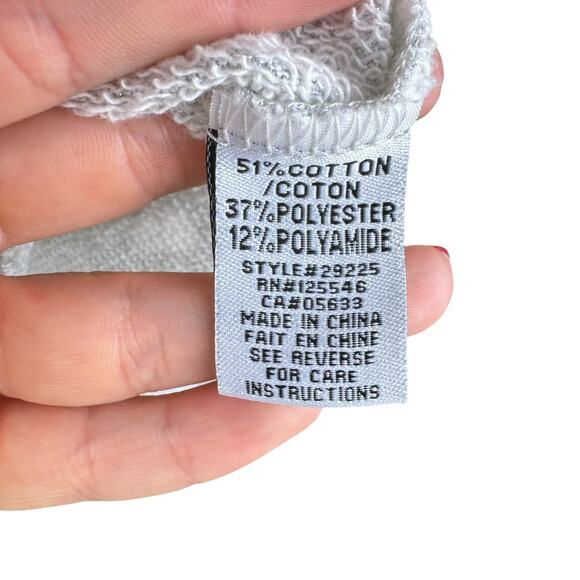 51%COTTON
/COTON
37%POLYESTER
12%POLYAMIDE
STYLE#29225
RN#125546
CA#05633
MADE IN CHINA
FAIT EN CHINE
SEE REVERSE
FOR CARE
INSTRUCTIONS